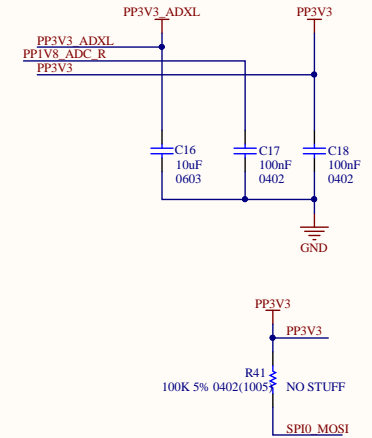 PP3V3_ADXL PP3V3
PP3V3_ADXL
PP1V8_ADC_R
PP3V3
C16 C17 C18
10uF 100nF 100nF
0603 0402 0402
GND
PP3V3
PP3V3
R41
100K 5% 0402(1005) NO STUFF
SPI0_MOSI